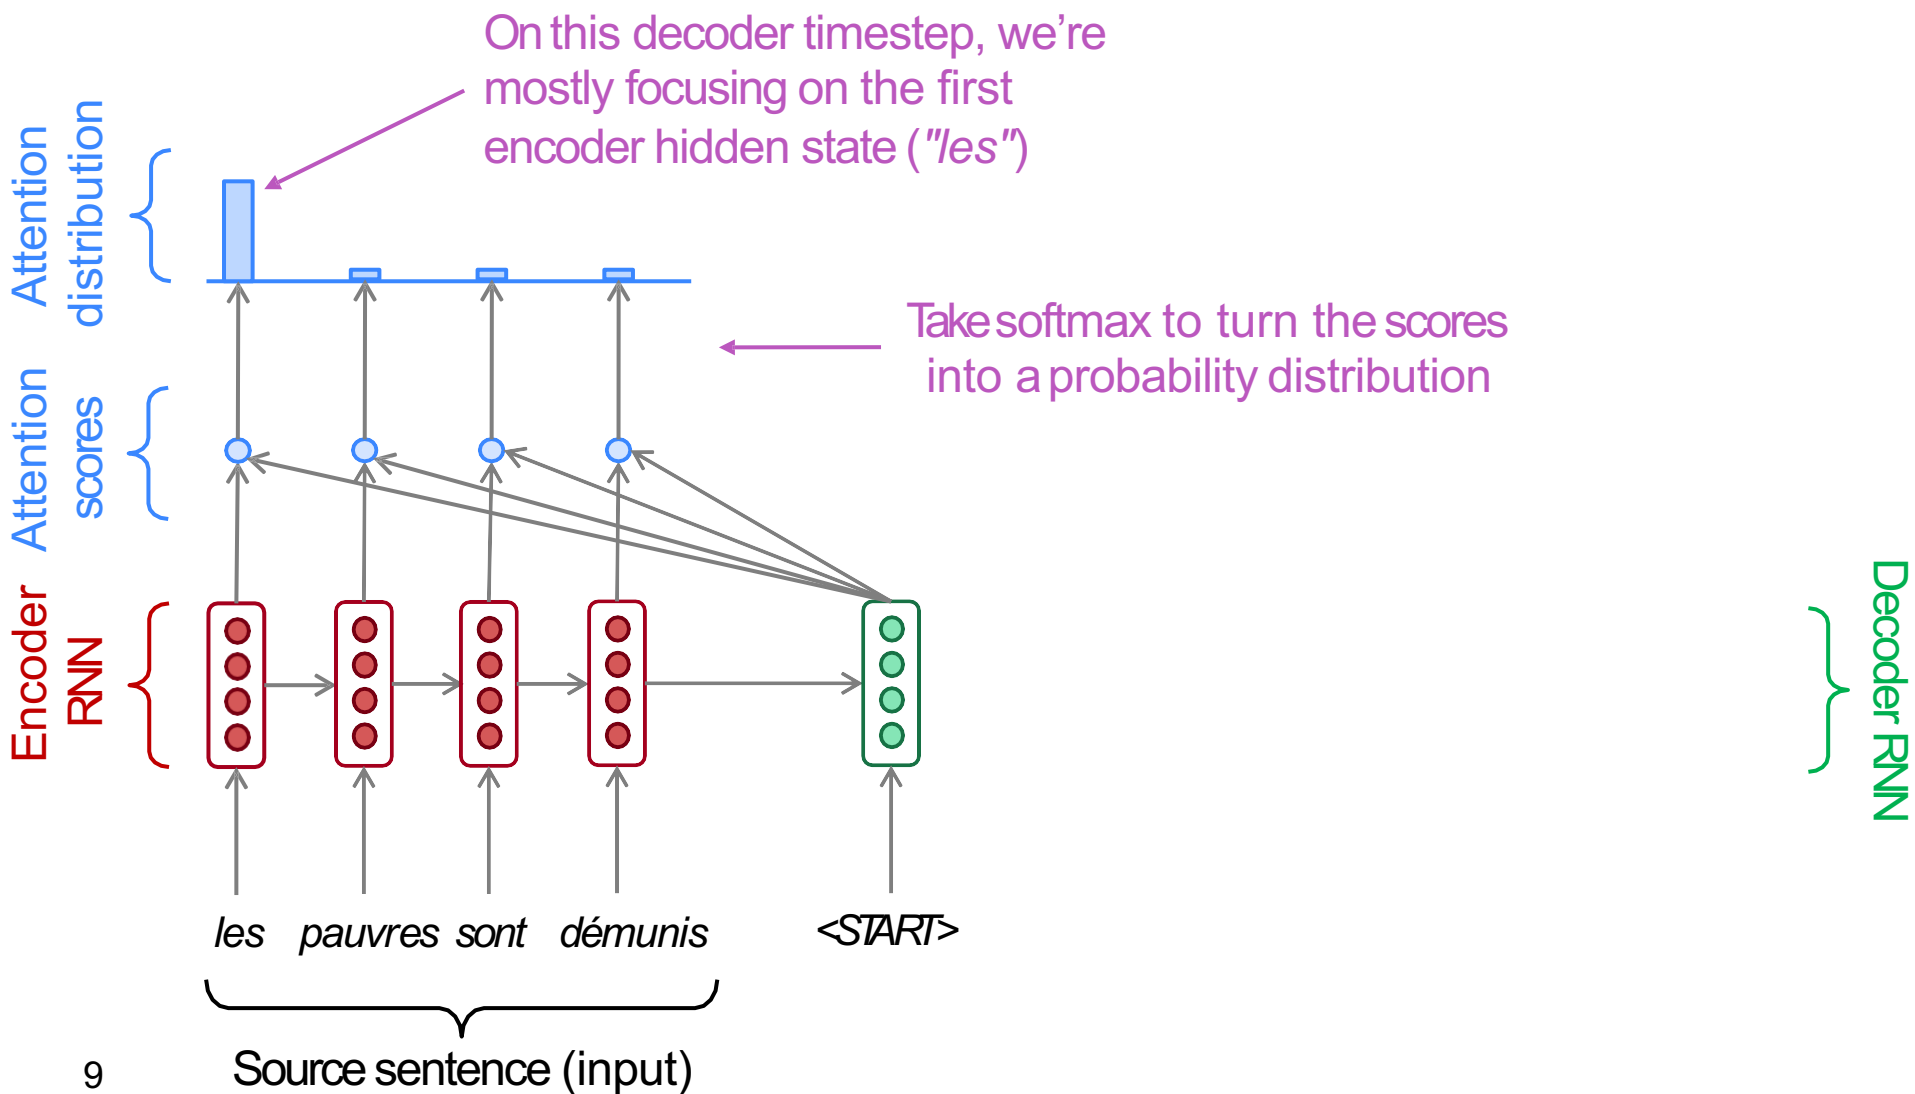 On this decoder timestep, we're
mostly focusing on the first
encoder hidden state ("les")
Attention
distribution
Take softmax to turn the scores
into a probability distribution
Attention
scores
Encoder
RNN
Decoder RNN
les pauvres sont démunis <START>
Source sentence (input)
9